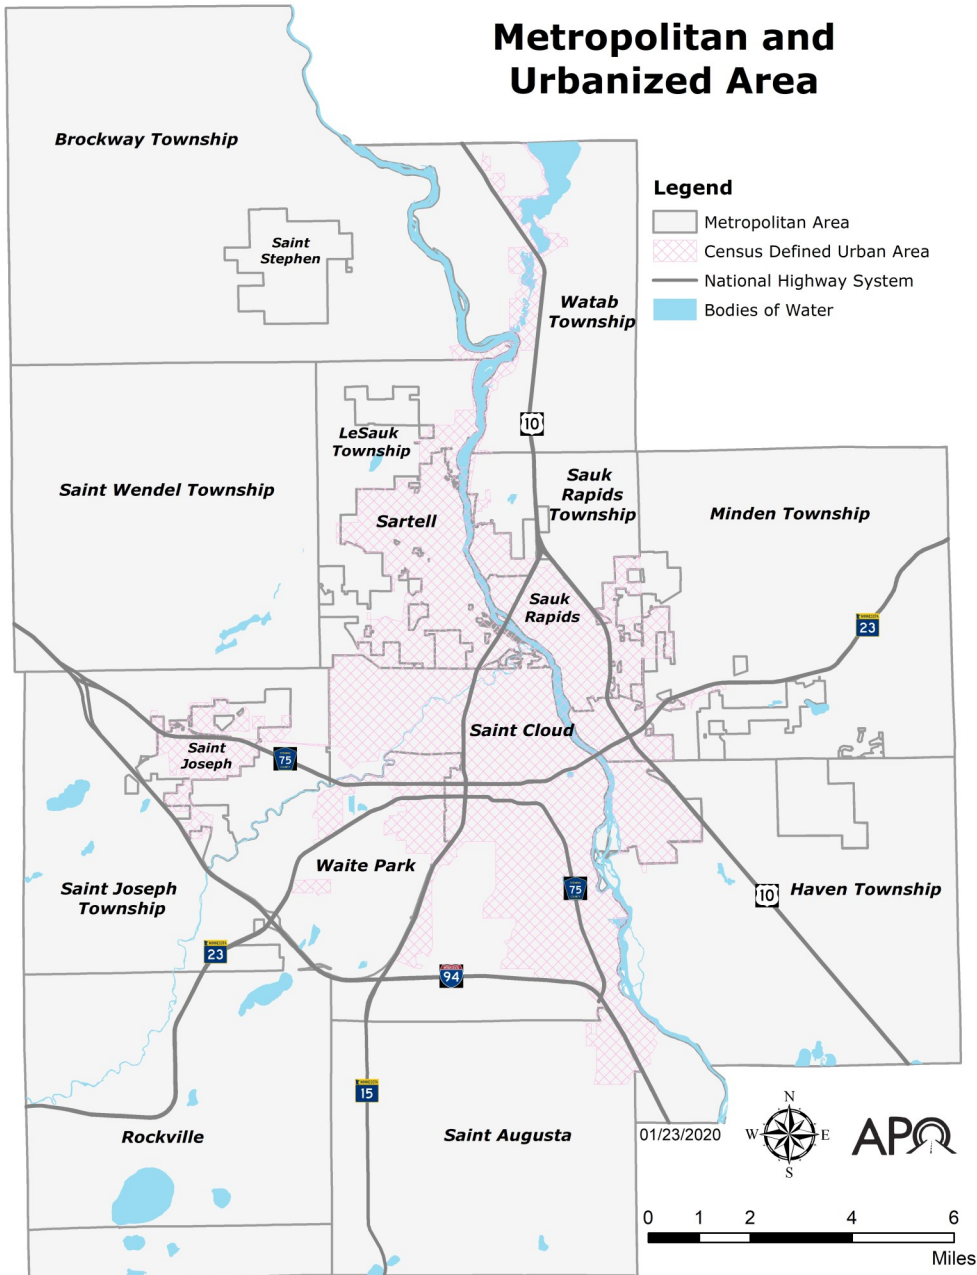 Metropolitan and
Urbanized Area
Brockway Township
Legend
Metropolitan Area
Census Defined Urban Area
National Highway System
Bodies of Water
Saint
Stephen
Watab
Township
10
LeSauk
Township
Saint Wendel Township
Sauk
Rapids
Township
Minden Township
Sartell
Sauk
Rapids
23
Saint Cloud
Saint
Joseph
75
Waite Park
Saint Joseph
Township
75
10
Haven Township
23
94
15
Rockville
Saint Augusta
01/23/2020
N
W
E
S
APO
0 1 2 4 6
Miles